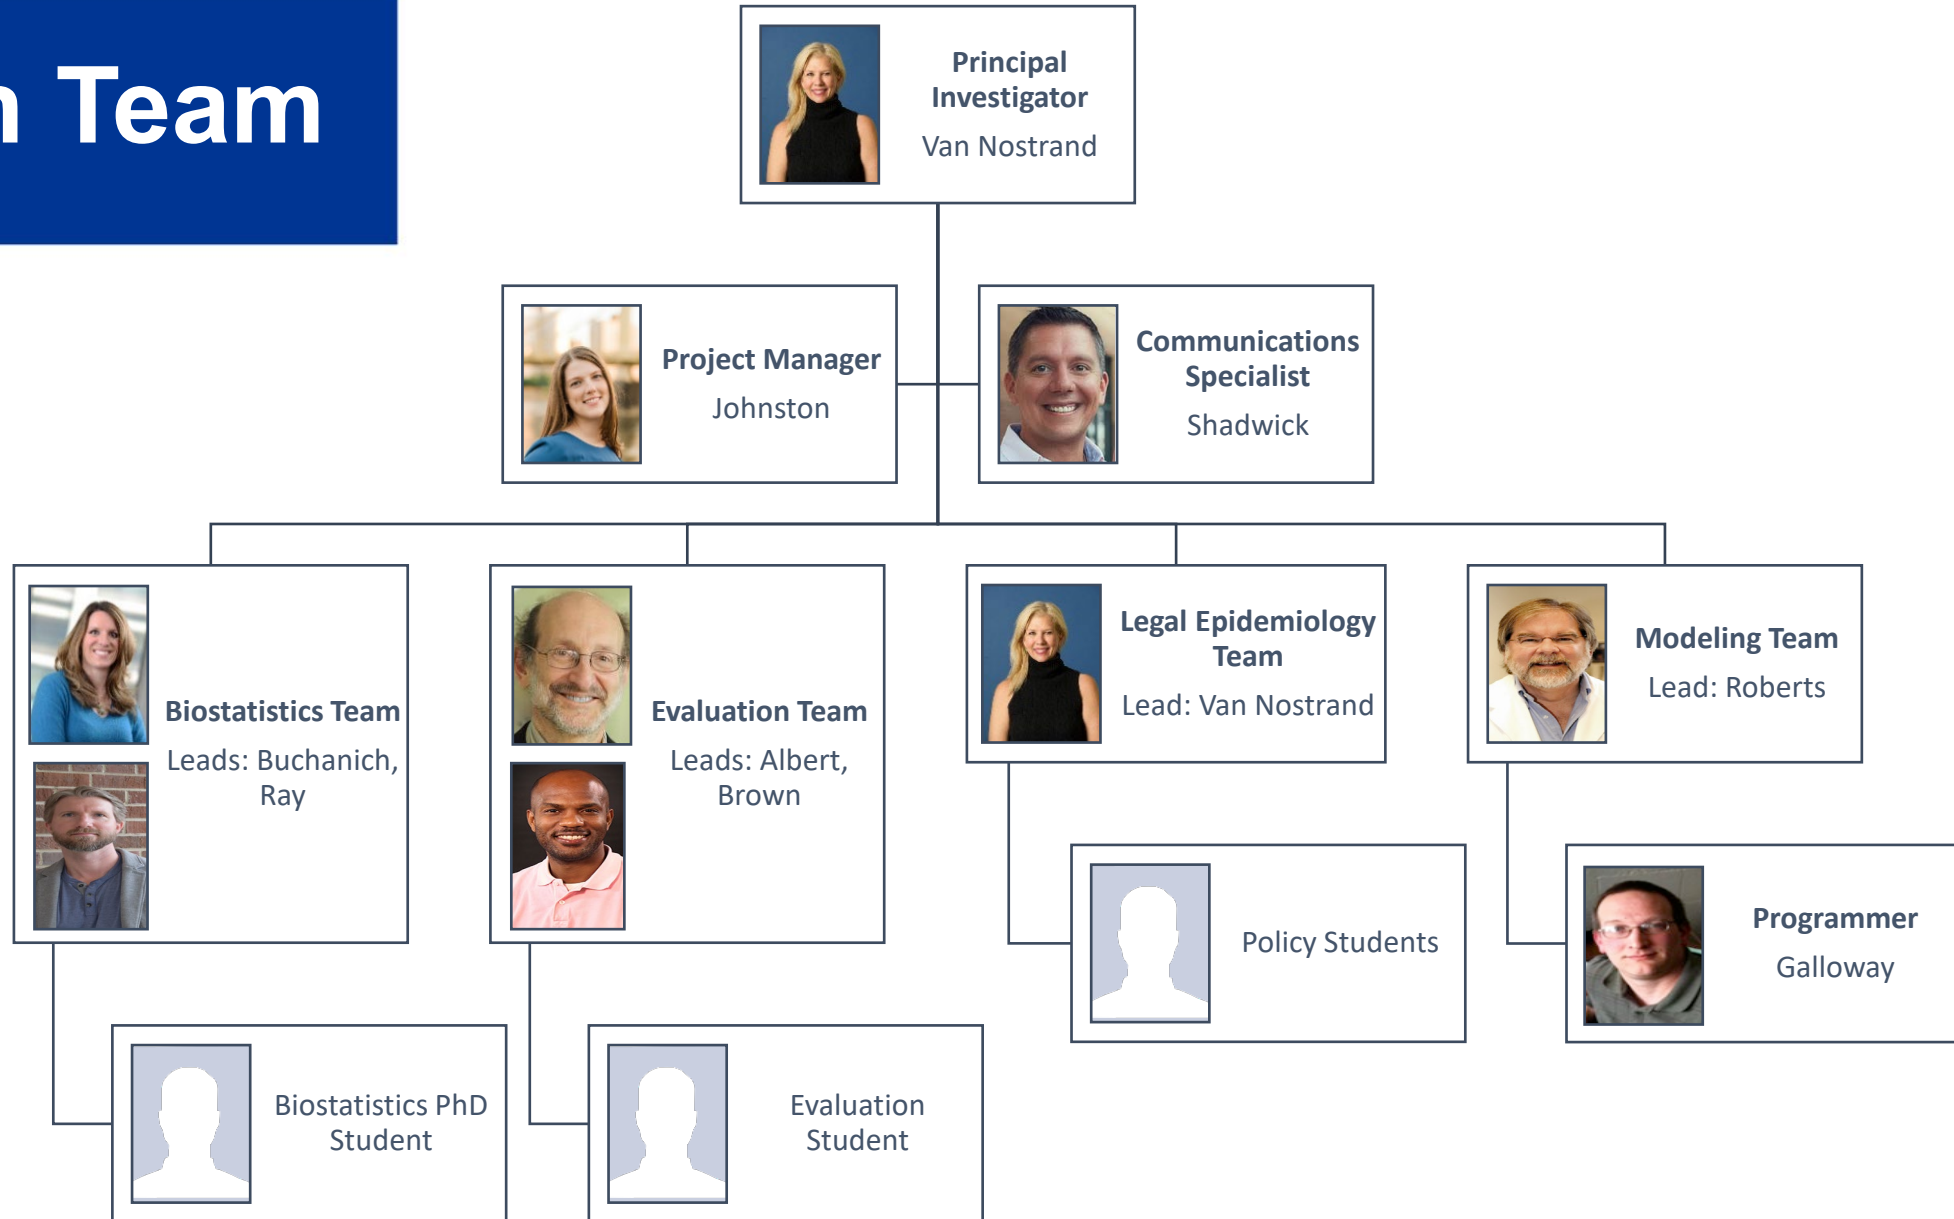 Team
Principal
Investigator
Van Nostrand
Project Manager
Johnston
Communications
Specialist
Shadwick
Biostatistics Team
Leads: Buchanich,
Ray
Evaluation Team
Leads: Albert,
Brown
Legal Epidemiology
Team
Lead: Van Nostrand
Modeling Team
Lead: Roberts
Biostatistics PhD
Student
Evaluation
Student
Policy Students
Programmer
Galloway